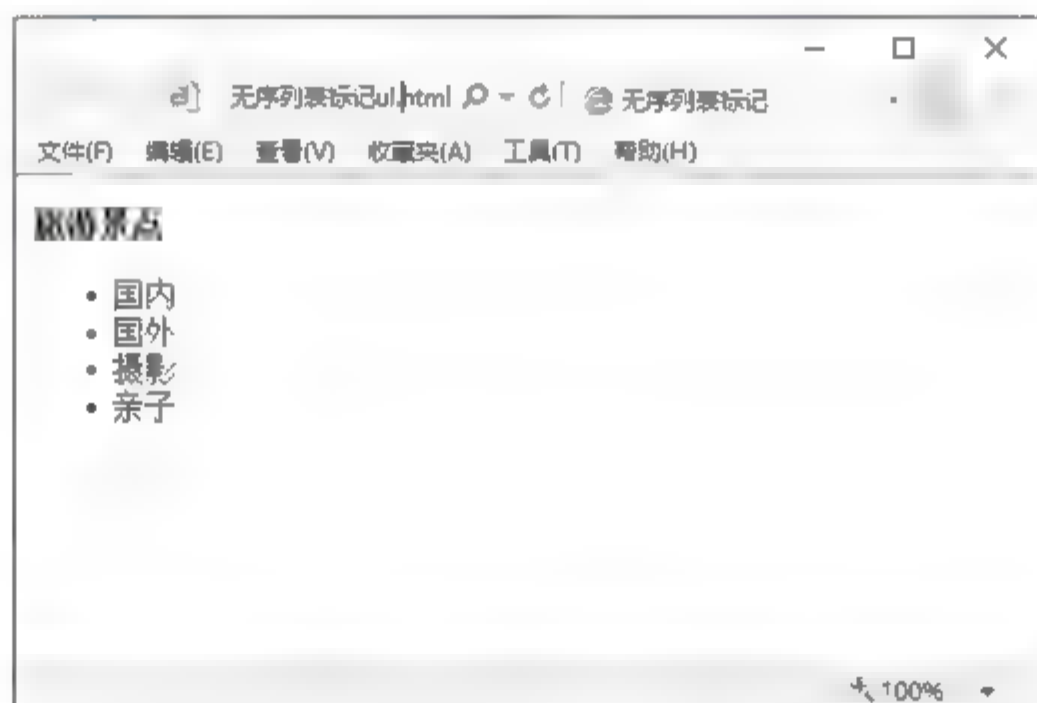 无序列表标记ul.html 无序列表标记
文件(F) 编辑(E) 查看(V) 收藏夹(A) 工具(T) 帮助(H)
旅游景点
• 国内
• 国外
• 摄影
• 亲子
100%